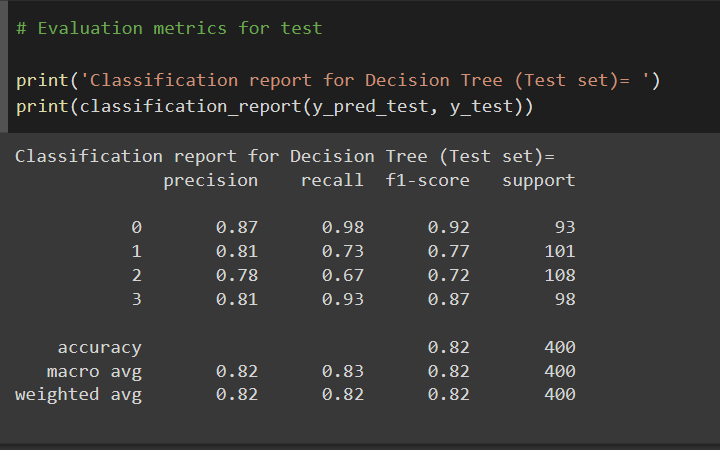 # Evaluation metrics for test
print('Classification report for Decision Tree (Test set)= ')
print(classification_report(y_pred_test, y_test))
Classification report for Decision Tree (Test set)=
precision recall f1-score support
0 0.87 0.98 0.92 93
1 0.81 0.73 0.77 101
2 0.78 0.67 0.72 108
3 0.81 0.93 0.87 98
accuracy 0.82 400
macro avg 0.82 0.83 0.82 400
weighted avg 0.82 0.82 0.82 400